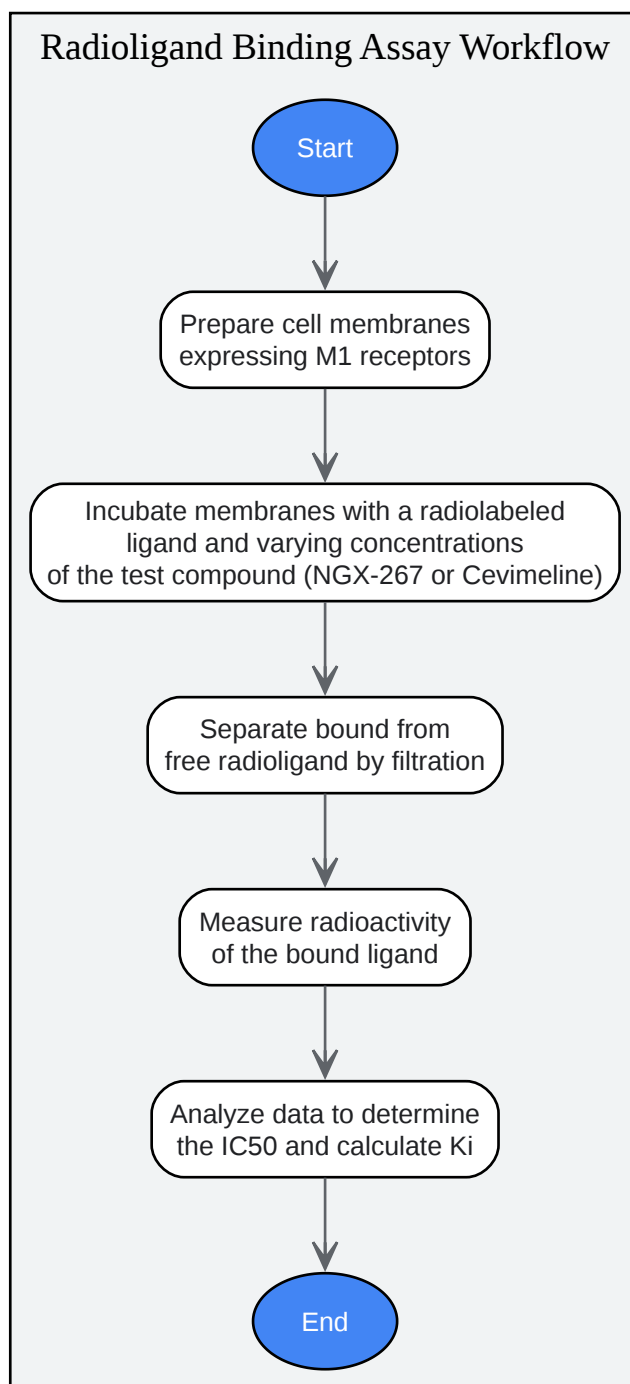 Radioligand Binding Assay Workflow
Start
Prepare cell membranes
expressing M1 receptors
Incubate membranes with a radiolabeled
ligand and varying concentrations
of the test compound (NGX-267 or Cevimeline)
Separate bound from
free radioligand by filtration
Measure radioactivity
of the bound ligand
Analyze data to determine
the IC50 and calculate Ki
End